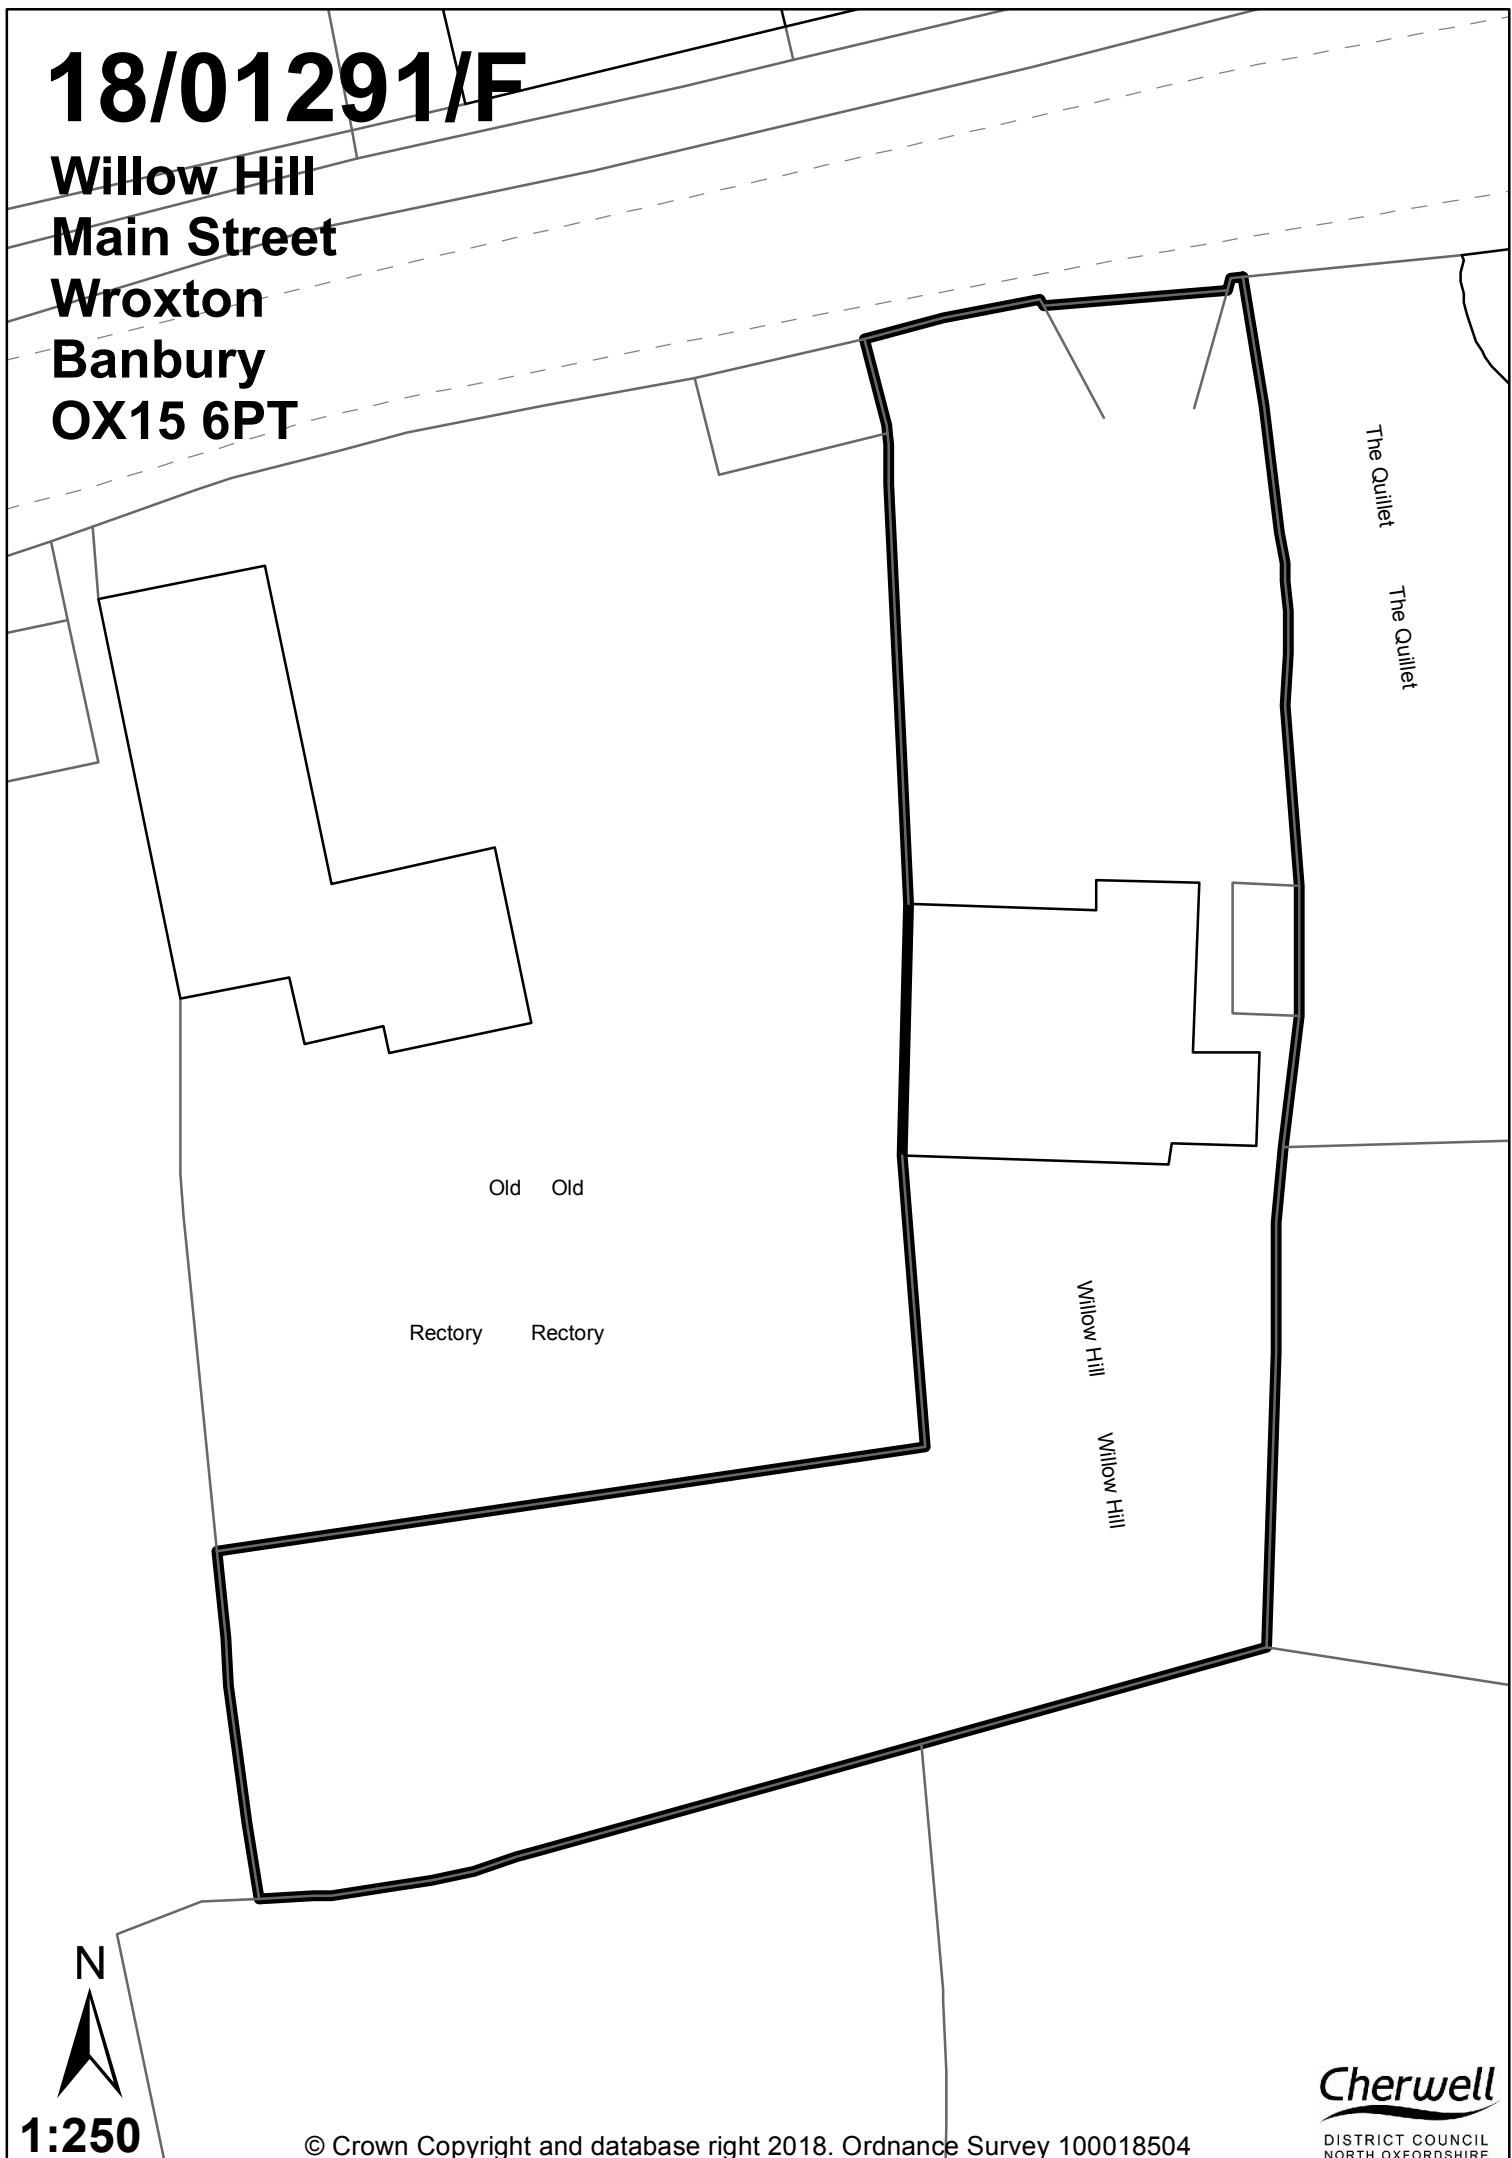 18/01291/F
Willow Hill
Main Street
Wroxton
Banbury
OX15 6PT
The Quillet
The Quillet
Old Old
Rectory Rectory
Willow Hill
Willow Hill
N
1:250
© Crown Copyright and database right 2018. Ordnance Survey 100018504
Cherwell
DISTRICT COUNCIL
NORTH OXFORDSHIRE